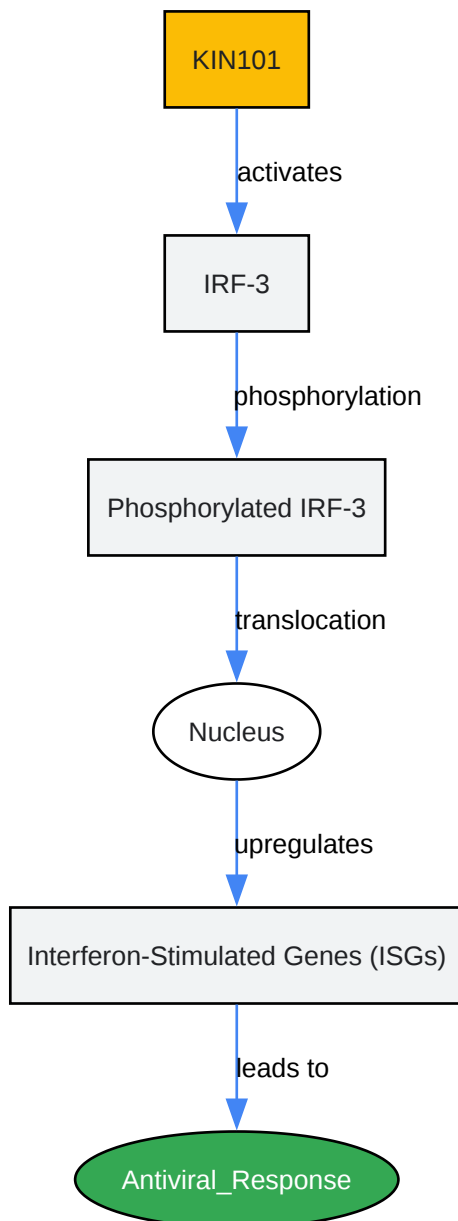 KIN101
activates
IRF-3
phosphorylation
Phosphorylated IRF-3
translocation
Nucleus
upregulates
Interferon-Stimulated Genes (ISGs)
leads to
Antiviral_Response